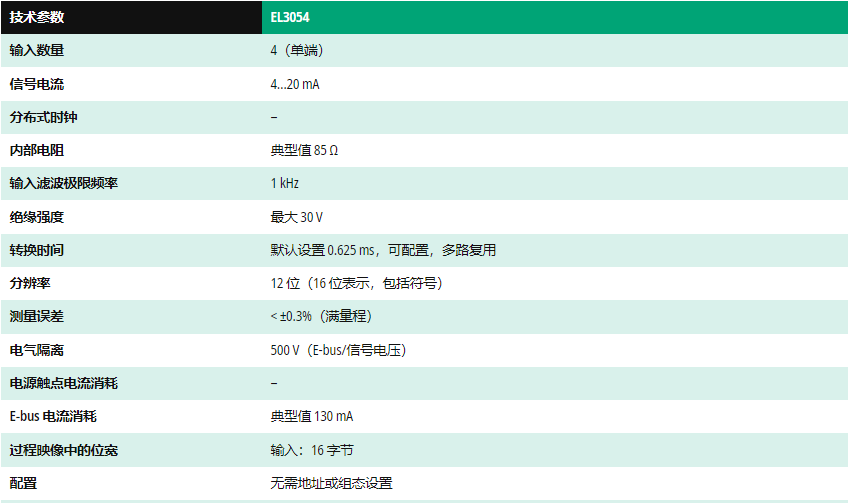 技术参数 EL3054
输入数量 4（单端）
信号电流 4…20 mA
分布式时钟 –
内部电阻 典型值 85 Ω
输入滤波极限频率 1 kHz
绝缘强度 最大 30 V
转换时间 默认设置 0.625 ms，可配置，多路复用
分辨率 12 位（16 位表示，包括符号）
测量误差 < ±0.3%（满量程）
电气隔离 500 V（E-bus/信号电压）
电源触点电流消耗 –
E-bus 电流消耗 典型值 130 mA
过程映像中的位宽 输入：16 字节
配置 无需地址或组态设置